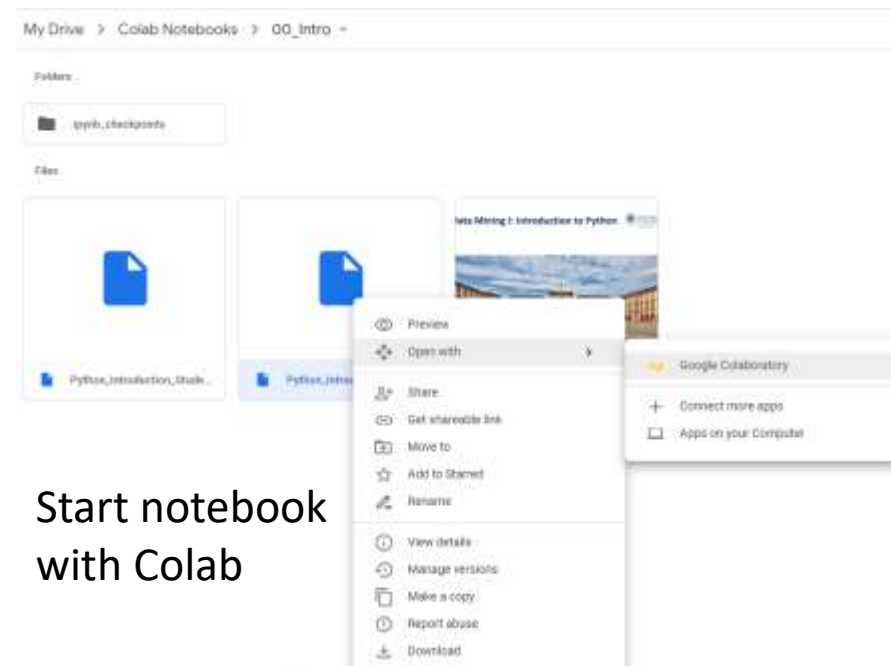 My Drive > Colab Notebooks > 00_Intro
Folders
ipynb_checkpoints
Files
Data Mining I: Introduction to Python
Python_Introduction_Stude...
Python_Intro
Preview
Open with
Google Colaboratory
Connect more apps
Apps on your Computer
Share
Get shareable link
Move to
Add to Starred
Rename
View details
Manage versions
Make a copy
Report abuse
Download
Start notebook
with Colab